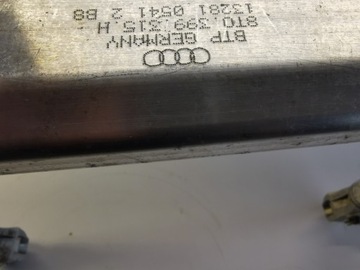 BTP GERMANY
8T0.399.315.H
13281 0541 2 B8